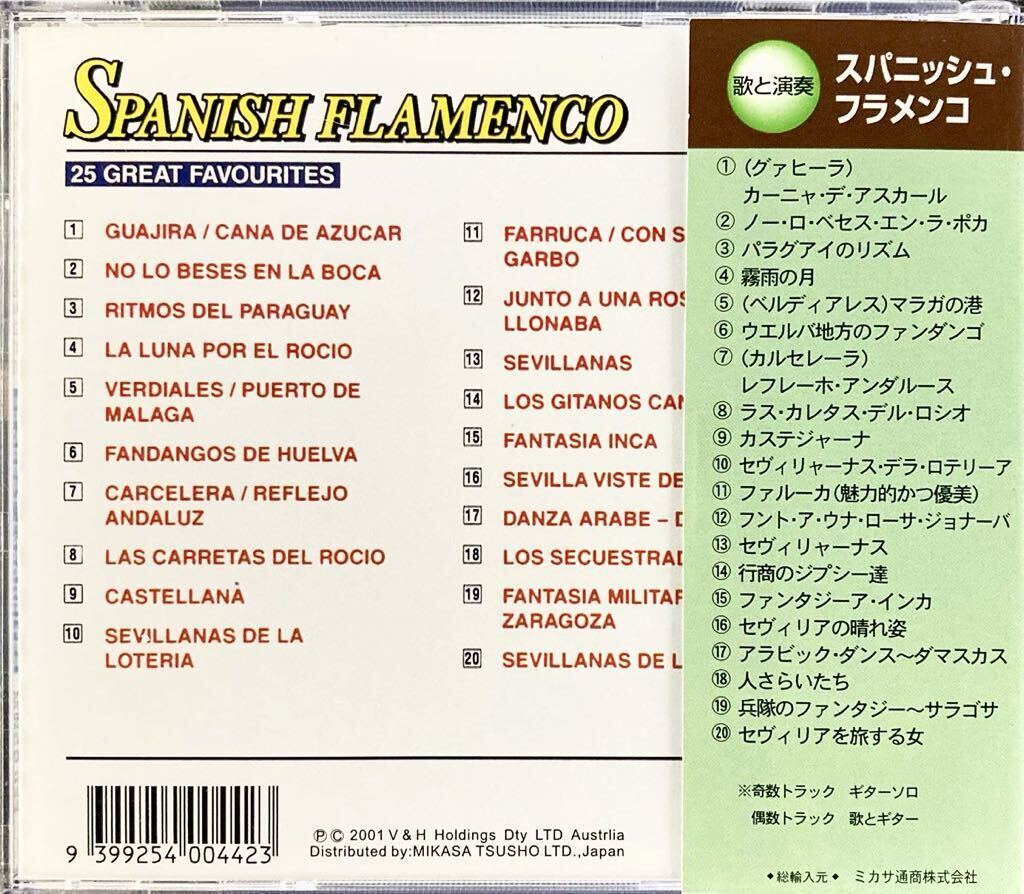 SPANISH FLAMENCO
25 GREAT FAVOURITES
1 GUAJIRA / CANA DE AZUCAR
2 NO LO BESES EN LA BOCA
3 RITMOS DEL PARAGUAY
4 LA LUNA POR EL ROCIO
5 VERDIALES / PUERTO DE
MALAGA
6 FANDANGOS DE HUELVA
7 CARCELERA / REFLEJO
ANDALUZ
8 LAS CARRETAS DEL ROCIO
9 CASTELLANA
10 SEVILLANAS DE LA
LOTERIA
11 FARRUCA / CON S
GARBO
12 JUNTO A UNA ROS
LLONABA
13 SEVILLANAS
14 LOS GITANOS CAN
15 FANTASIA INCA
16 SEVILLA VISTE DE
17 DANZA ARABE – D
18 LOS SECUESTRAD
19 FANTASIA MILITAR
ZARAGOZA
20 SEVILLANAS DE L
9 399254 004423
℗© 2001 V & H Holdings Dty LTD Austrlia
Distributed by:MIKASA TSUSHO LTD.,Japan
歌と演奏
スパニッシュ・
フラメンコ
① (グァヒーラ)
カーニャ・デ・アスカール
② ノー・ロ・ベセス・エン・ラ・ポカ
③ パラグアイのリズム
④ 霧雨の月
⑤ (ベルディアレス)マラガの港
⑥ ウエルバ地方のファンダンゴ
⑦ (カルセレーラ)
レフレーホ・アンダルース
⑧ ラス・カレタス・デル・ロシオ
⑨ カステジャーナ
⑩ セヴィリャーナス・デラ・ロテリーア
⑪ ファルーカ(魅力的かつ優美)
⑫ フント・ア・ウナ・ローサ・ジョナーバ
⑬ セヴィリャーナス
⑭ 行商のジプシー達
⑮ ファンタジーア・インカ
⑯ セヴィリアの晴れ姿
⑰ アラビック・ダンス〜ダマスカス
⑱ 人さらいたち
⑲ 兵隊のファンタジー〜サラゴサ
⑳ セヴィリアを旅する女
※奇数トラック ギターソロ
偶数トラック 歌とギター
◆総輸入元◆ ミカサ通商株式会社